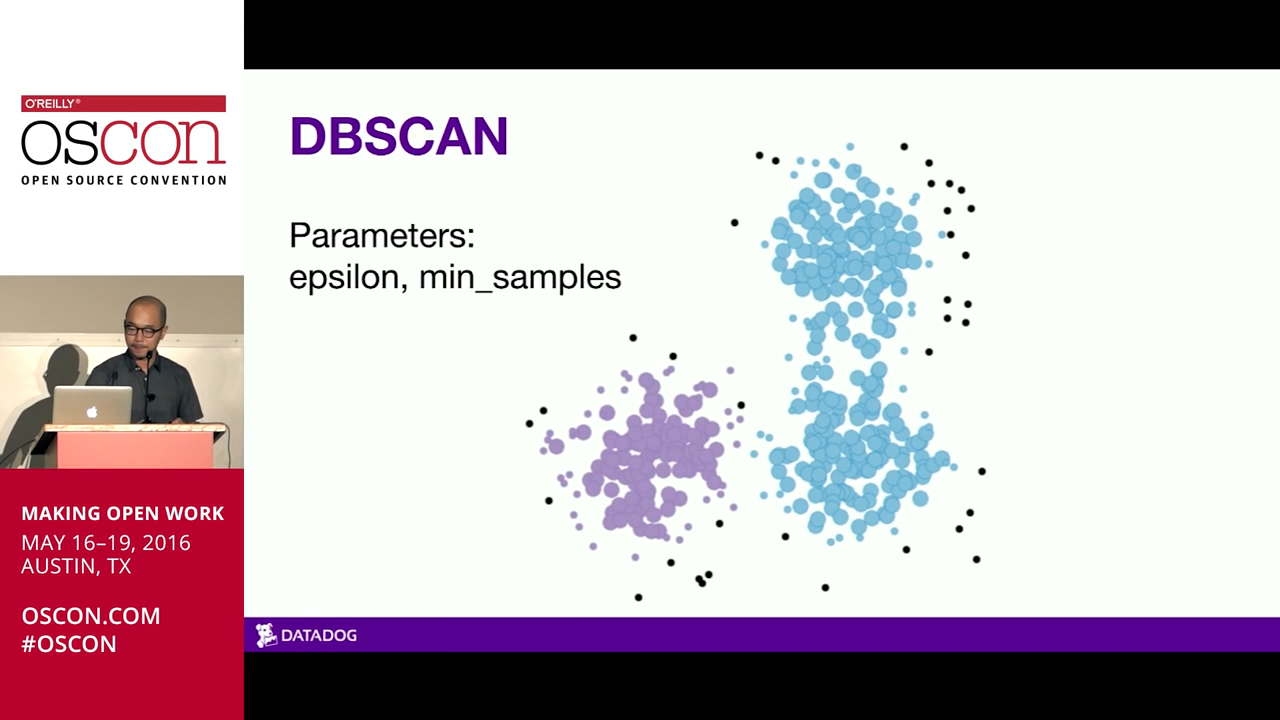 O'REILLY®
OSCON
OPEN SOURCE CONVENTION
MAKING OPEN WORK
MAY 16–19, 2016
AUSTIN, TX
OSCON.COM
#OSCON
DBSCAN
Parameters:
epsilon, min_samples
DATADOG